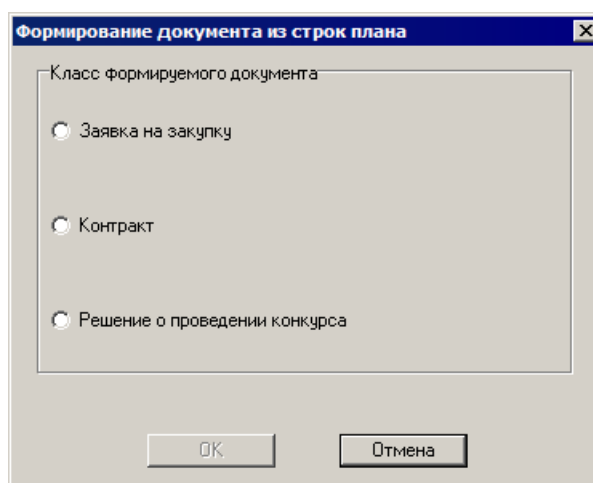 Формирование документа из строк плана
Класс формируемого документа
Заявка на закупку
Контракт
Решение о проведении конкурса
OK
Отмена